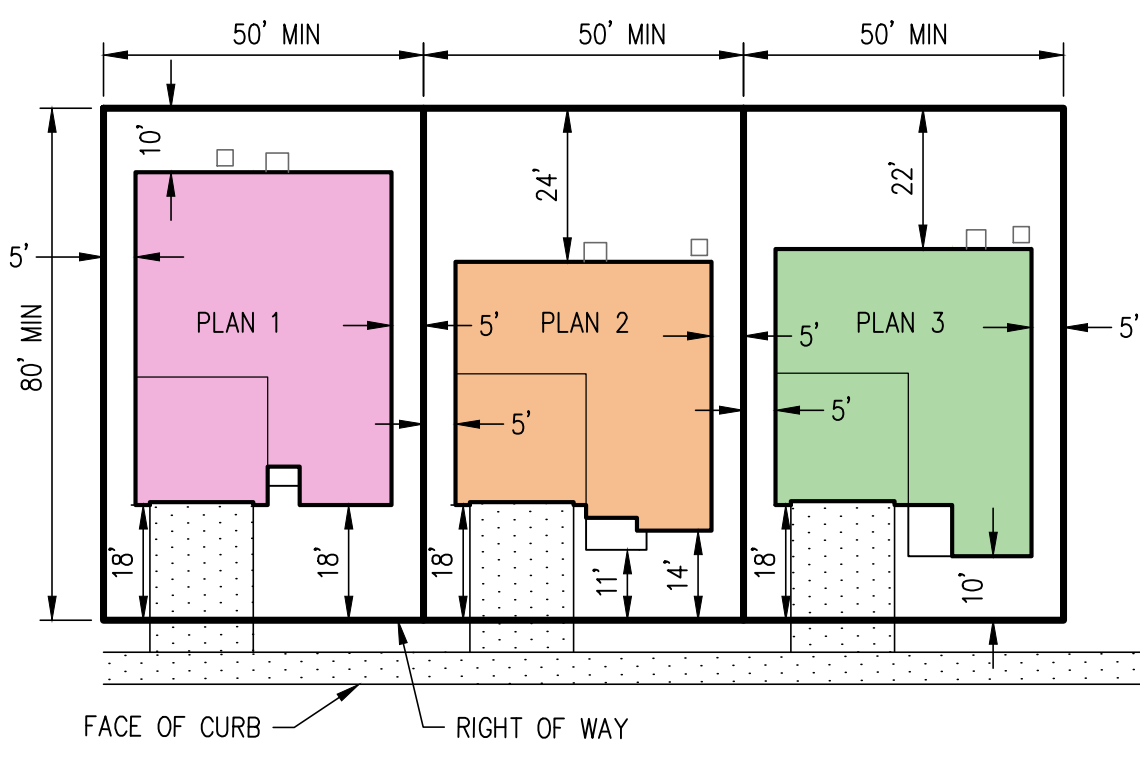 50' MIN
50' MIN
50' MIN
10'
24'
22'
5'
80' MIN
PLAN 1
5'
PLAN 2
5'
PLAN 3
5'
5'
5'
18'
18'
18'
11'
14'
18'
10'
FACE OF CURB
RIGHT OF WAY